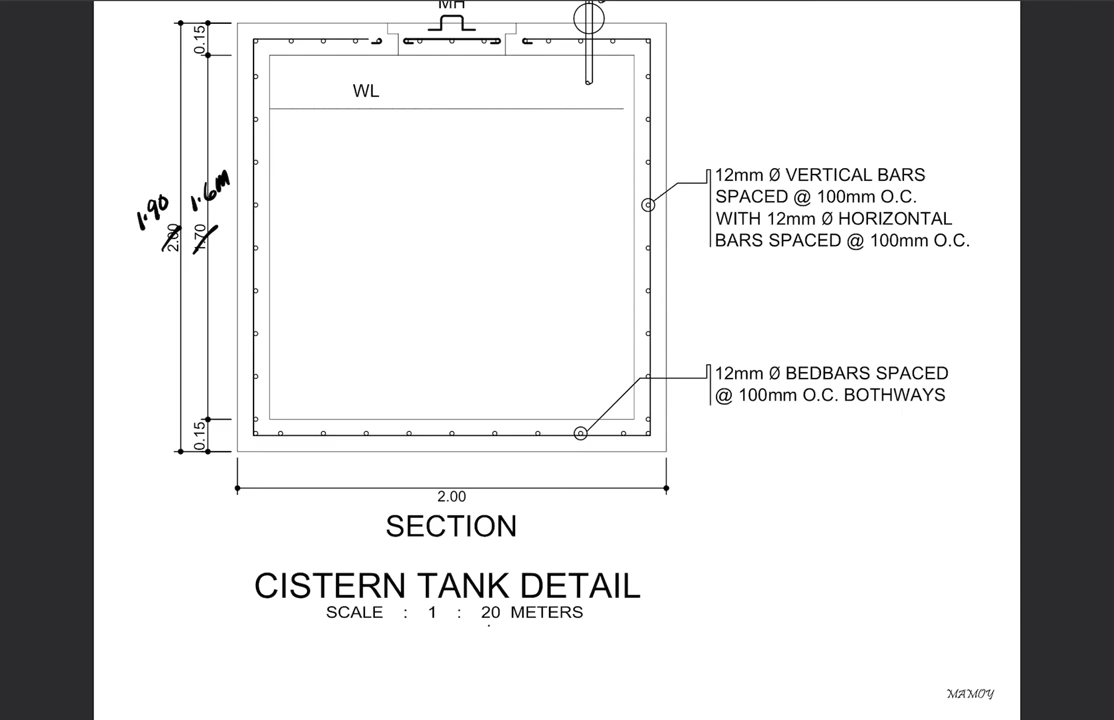 MH
0.15
WL
1.90
1.6M
2.00
1.70
12mm Ø VERTICAL BARS
SPACED @ 100mm O.C.
WITH 12mm Ø HORIZONTAL
BARS SPACED @ 100mm O.C.
12mm Ø BEDBARS SPACED
@ 100mm O.C. BOTHWAYS
0.15
2.00
SECTION
CISTERN TANK DETAIL
SCALE : 1 : 20 METERS
MAMOY